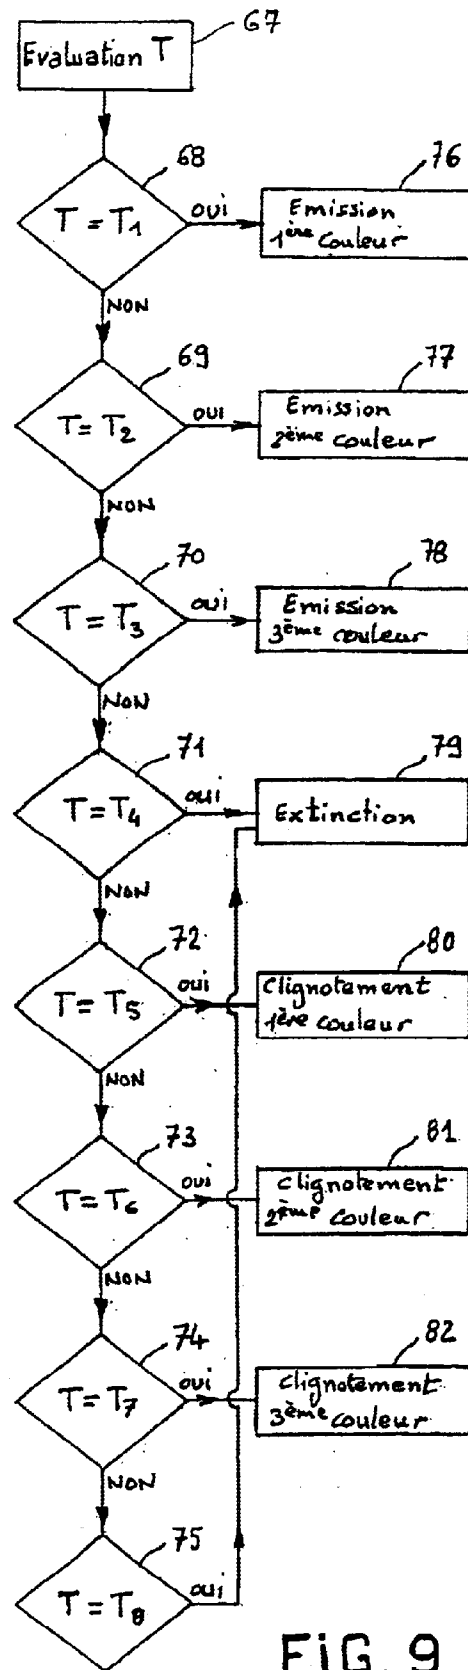 67
Evaluation T
68
T = T1
oui
76
Emission
1ère couleur
NON
69
T = T2
oui
77
Emission
2ème couleur
NON
70
T = T3
oui
78
Emission
3ème couleur
NON
71
T = T4
oui
79
Extinction
NON
72
T = T5
oui
80
Clignotement
1ère couleur
NON
73
T = T6
oui
81
Clignotement
2ème couleur
NON
74
T = T7
oui
82
Clignotement
3ème couleur
NON
75
T = T8
oui
FIG. 9